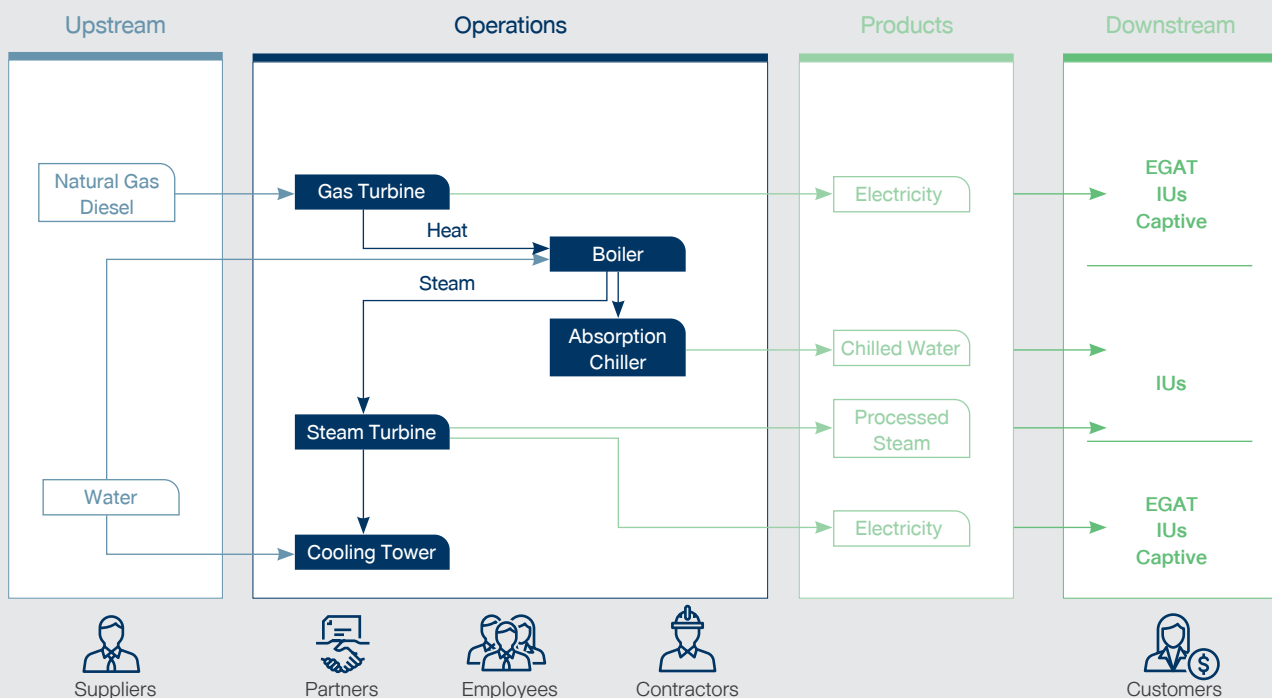 Upstream
Operations
Products
Downstream
Natural Gas
Diesel
Gas Turbine
Electricity
EGAT
IUs
Captive
Heat
Boiler
Steam
Absorption
Chiller
Chilled Water
IUs
Steam Turbine
Processed
Steam
Water
Cooling Tower
Electricity
EGAT
IUs
Captive
Suppliers
Partners
Employees
Contractors
$
Customers